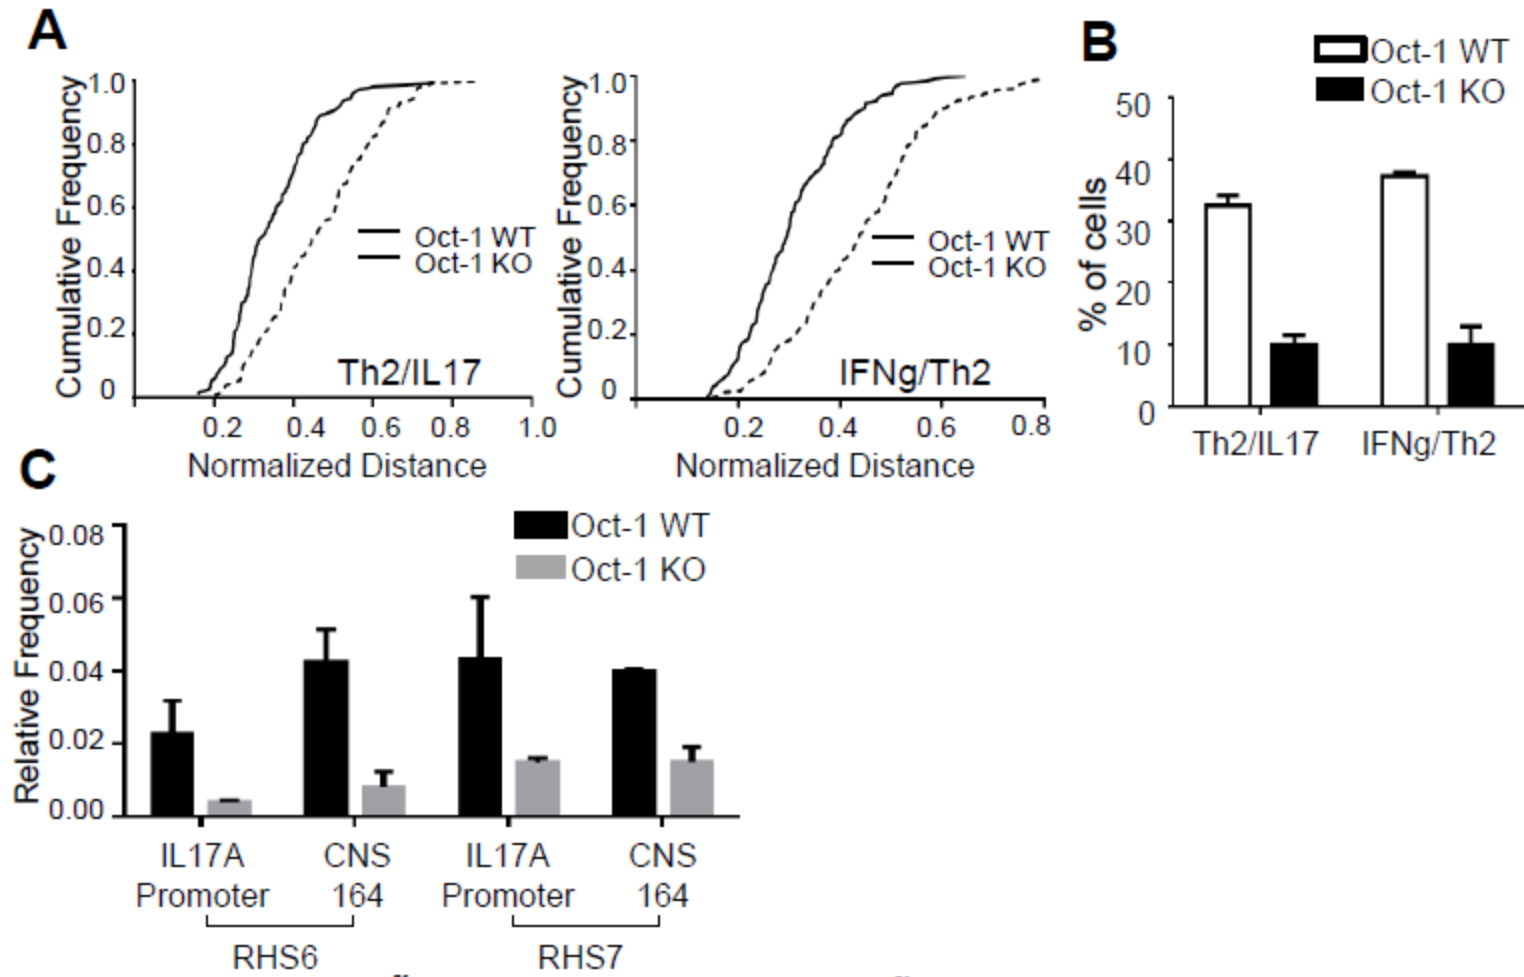 A
Cumulative Frequency
1.0
0.8
0.6
0.4
0.2
0
Oct-1 WT
Oct-1 KO
Th2/IL17
0.2 0.4 0.6 0.8 1.0
Normalized Distance
Cumulative Frequency
1.0
0.8
0.6
0.4
0.2
0
Oct-1 WT
Oct-1 KO
IFNg/Th2
0.2 0.4 0.6 0.8
Normalized Distance
B
Oct-1 WT
Oct-1 KO
% of cells
50
40
30
20
10
0
Th2/IL17 IFNg/Th2
C
Oct-1 WT
Oct-1 KO
Relative Frequency
0.08
0.06
0.04
0.02
0.00
IL17A CNS IL17A CNS
Promoter 164 Promoter 164
RHS6 RHS7